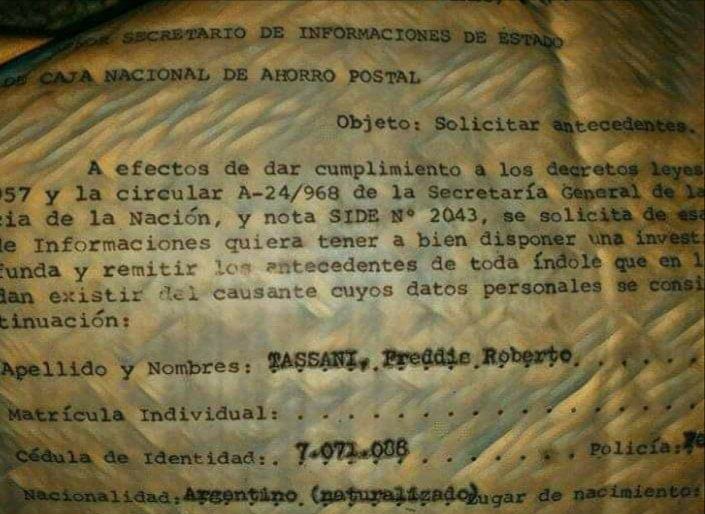 SECRETARIO DE INFORMACIONES DE ESTADO
DE CAJA NACIONAL DE AHORRO POSTAL
Objeto: Solicitar antecedentes.
A efectos de dar cumplimiento a los decretos leyes
957 y la circular A-24/968 de la Secretaría General de la
cia de la Nación, y nota SIDE Nº 2043, se solicita de esa
de Informaciones quiera tener a bien disponer una invest
funda y remitir los antecedentes de toda índole que en l
dan existir del causante cuyos datos personales se consi
tinuación:
Apellido y Nombres: TASSANI, Freddie Roberto. . . . . .
Matrícula Individual: . . . . . . . . . . . . . . . . . .
Cédula de Identidad:. 7.071.008 . . . . . . . Policía:
Nacionalidad: Argentino (naturalizado) Lugar de nacimiento: